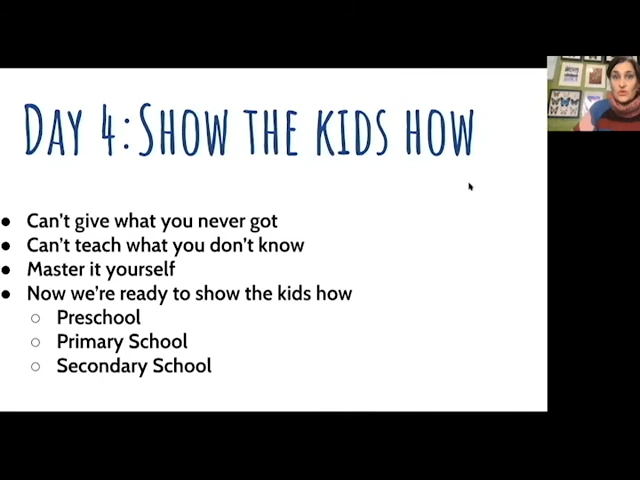 Day 4: Show the kids how
Can't give what you never got
Can't teach what you don't know
Master it yourself
Now we're ready to show the kids how
Preschool
Primary School
Secondary School